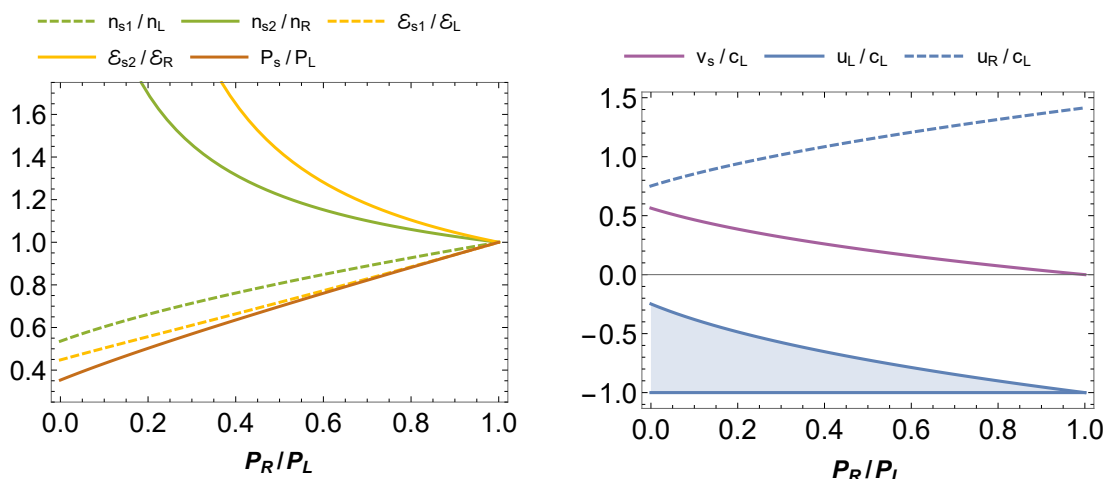 n_s1 / n_L n_s2 / n_R ℰ_s1 / ℰ_L
ℰ_s2 / ℰ_R P_s / P_L
1.6
1.4
1.2
1.0
0.8
0.6
0.4
0.0 0.2 0.4 0.6 0.8 1.0
P_R / P_L
v_s / c_L u_L / c_L u_R / c_L
1.5
1.0
0.5
0.0
−0.5
−1.0
0.0 0.2 0.4 0.6 0.8 1.0
P_R / P_L